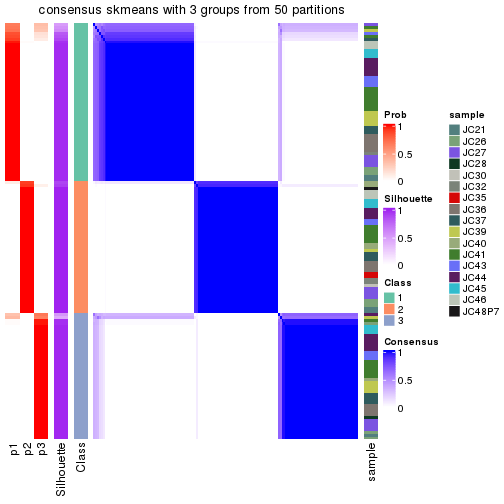 consensus skmeans with 3 groups from 50 partitions
p1
p2
p3
Silhouette
Class
sample
Prob
1
0.5
0
Silhouette
1
0.5
0
Class
1
2
3
Consensus
1
0.5
0
sample
JC21
JC26
JC27
JC28
JC30
JC32
JC35
JC36
JC37
JC39
JC40
JC41
JC43
JC44
JC45
JC46
JC48P7